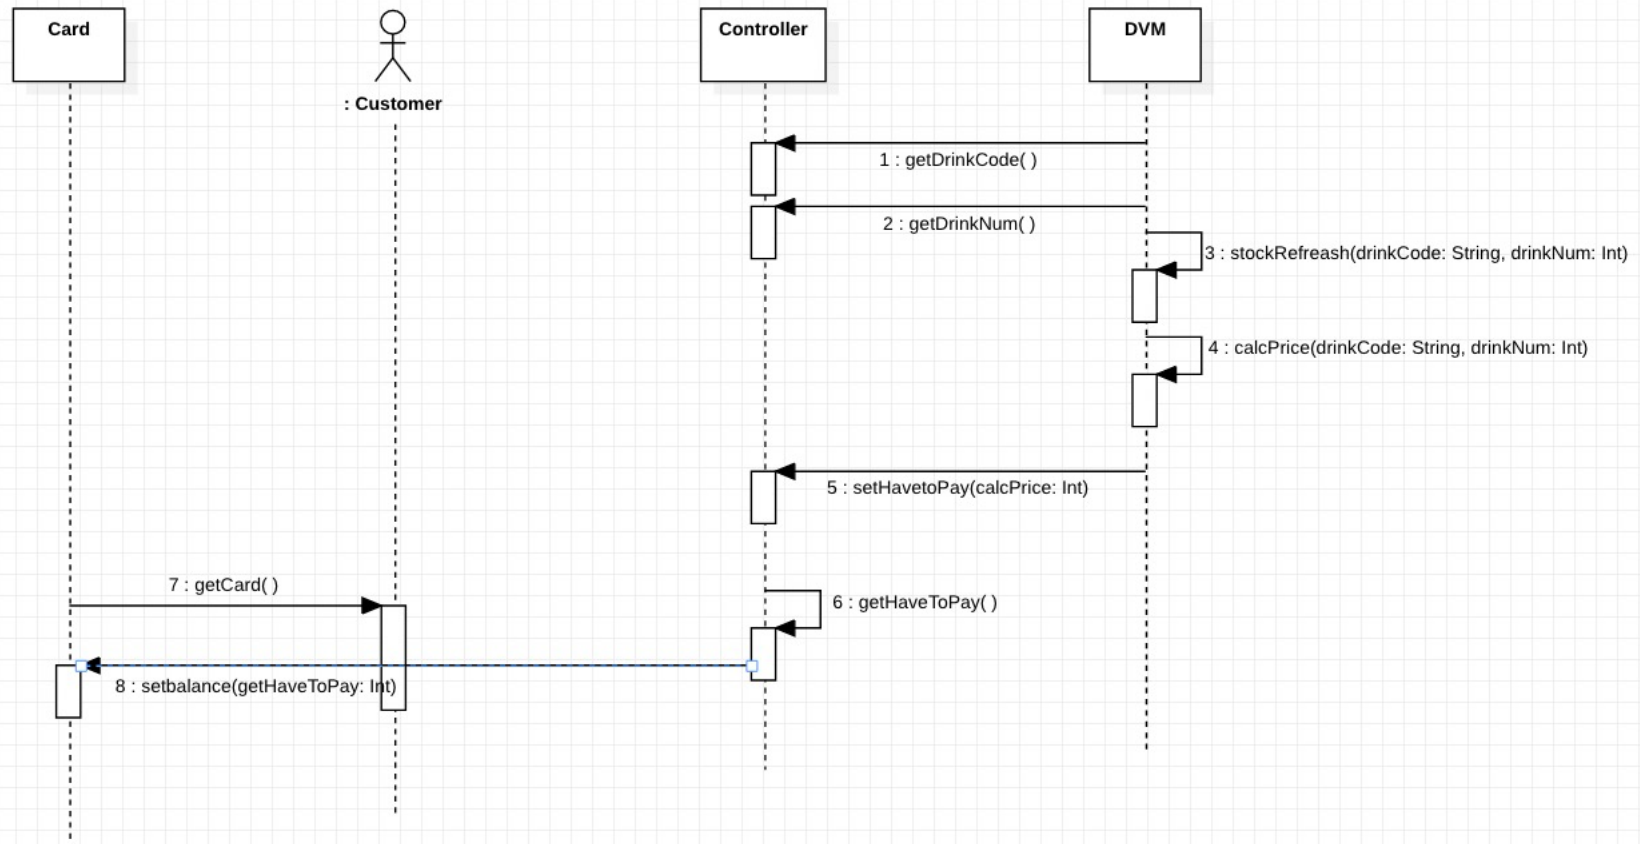 Card
Controller
DVM
: Customer
1 : getDrinkCode( )
2 : getDrinkNum( )
3 : stockRefreash(drinkCode: String, drinkNum: Int)
4 : calcPrice(drinkCode: String, drinkNum: Int)
5 : setHavetoPay(calcPrice: Int)
7 : getCard( )
6 : getHaveToPay( )
8 : setbalance(getHaveToPay: Int)